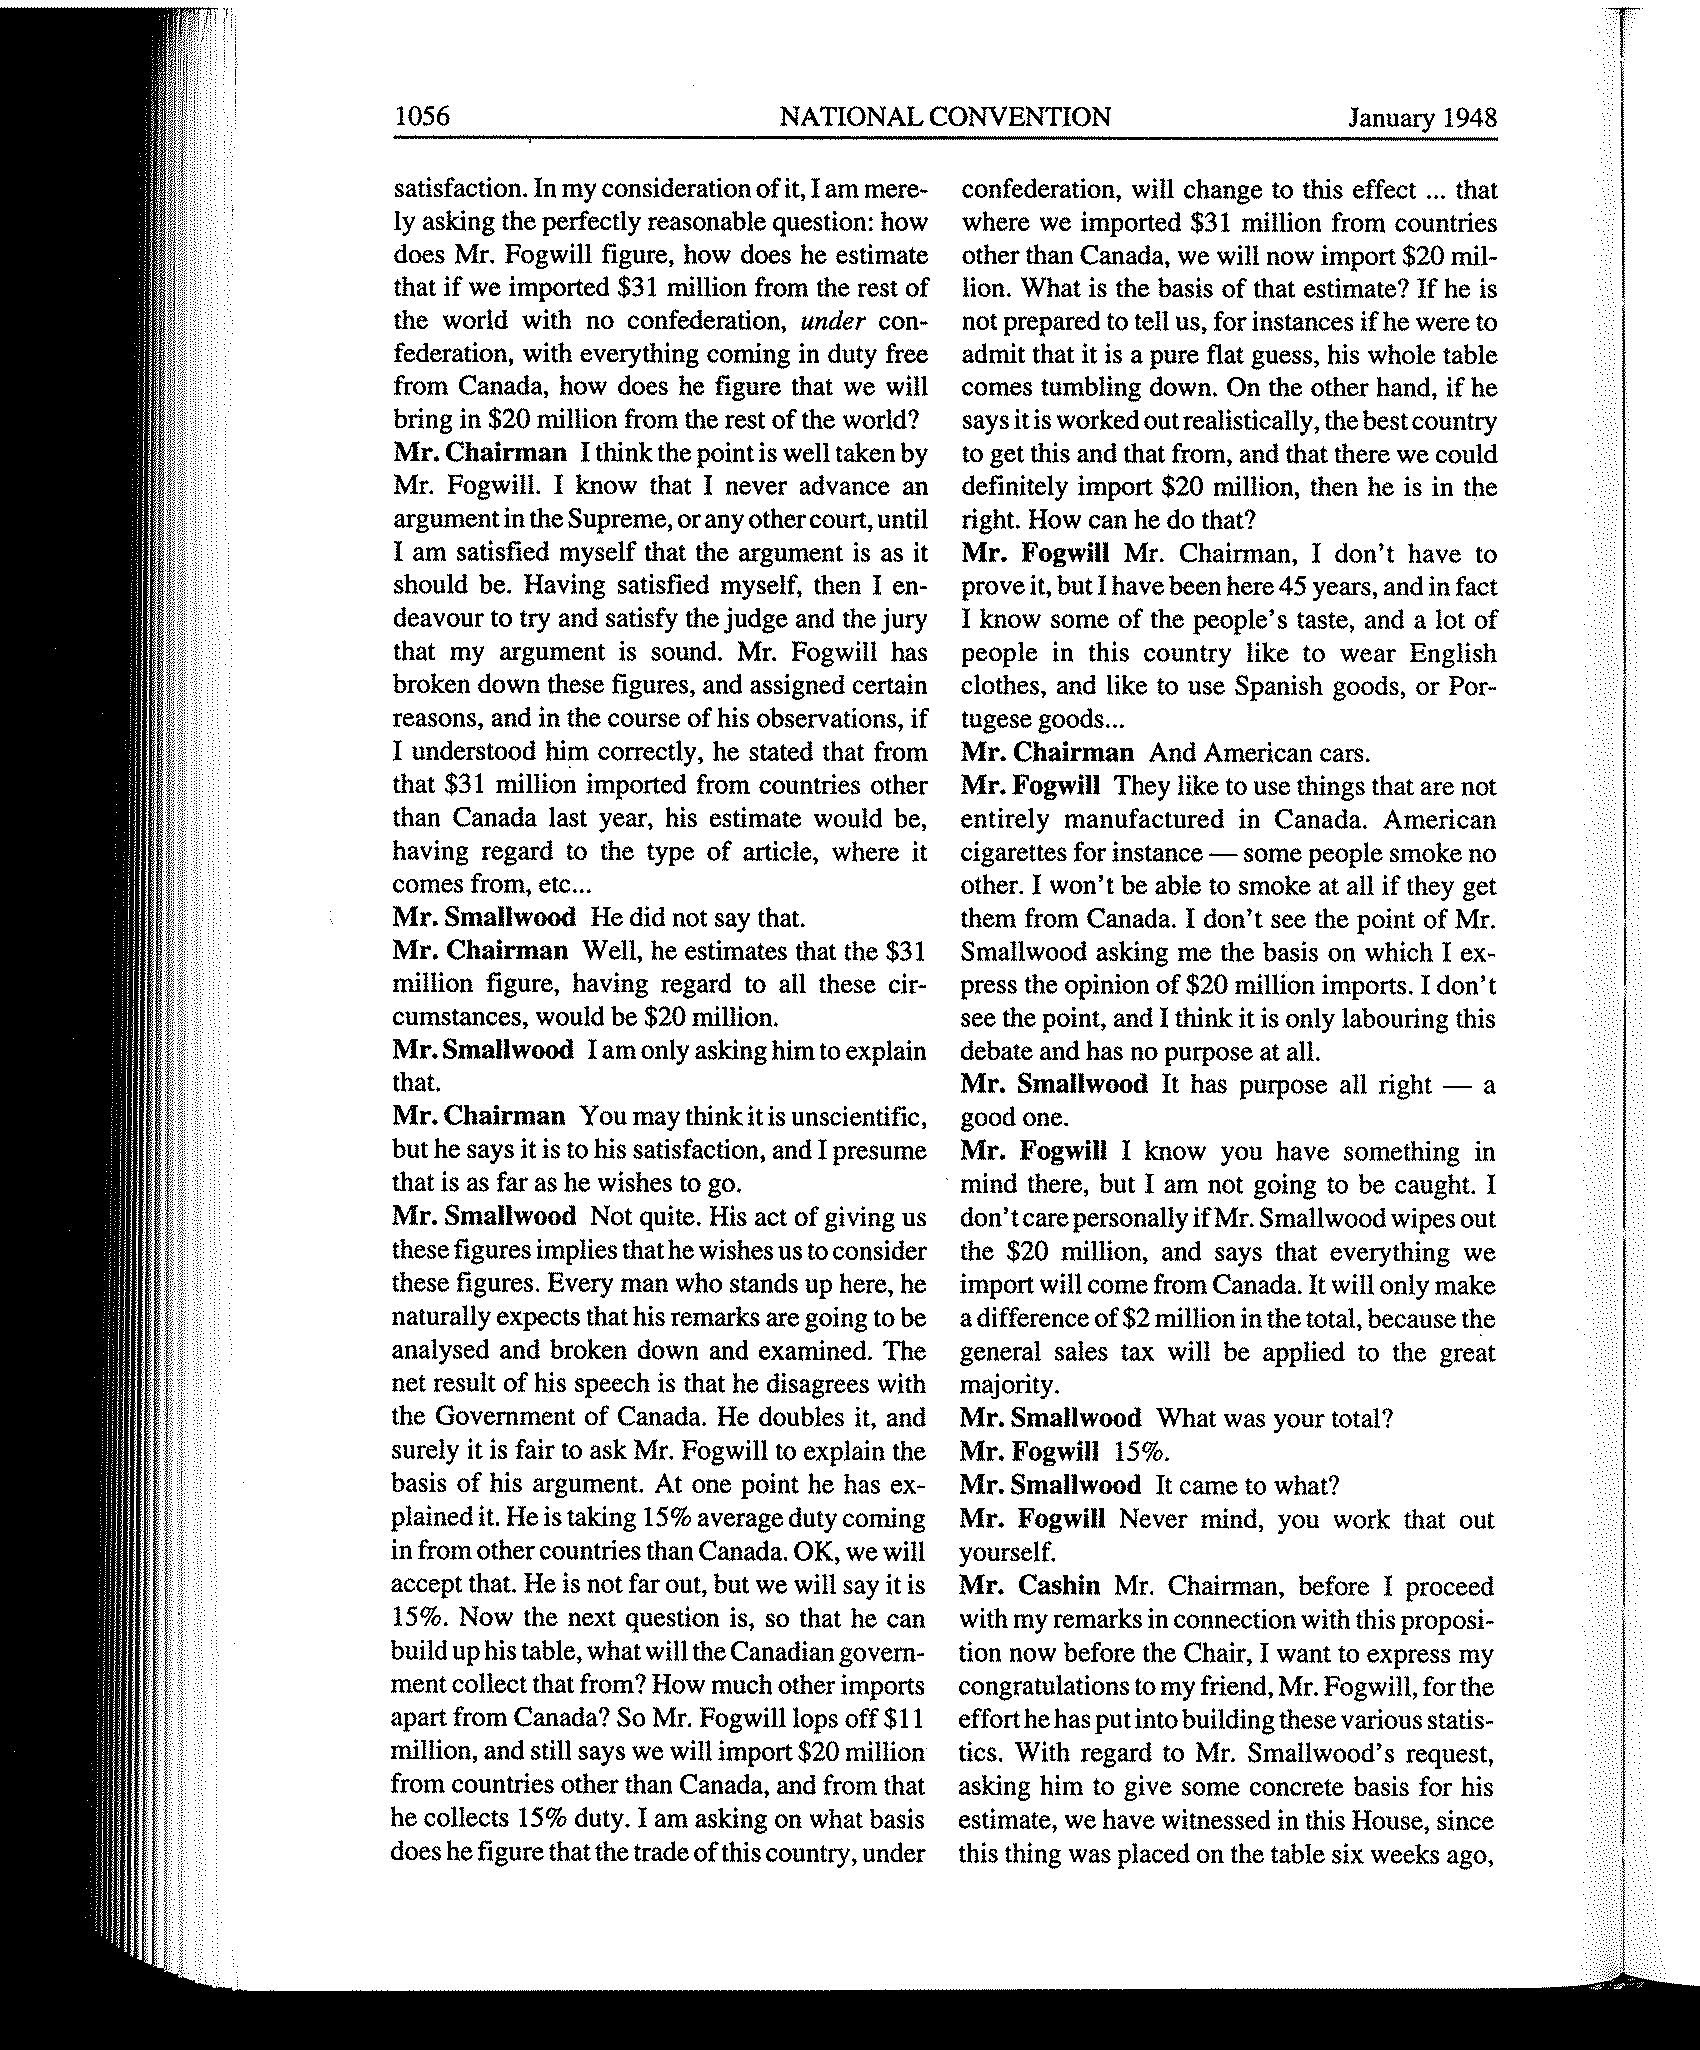 1056 NATIONAL CONVENTION January 1948
satisfaction. In my consideration of it, I am mere-
ly asking the perfectly reasonable question: how
does Mr. Fogwill figure, how does he estimate
that if we imported $31 million from the rest of
the world with no confederation, under con-
federation, with everything coming in duty free
from Canada, how does he figure that we will
bring in $20 million from the rest of the world?
Mr. Chairman I think the point is well taken by
Mr. Fogwill. I know that I never advance an
argument in the Supreme, or any other court, until
I am satisfied myself that the argument is as it
should be. Having satisfied myself, then I en-
deavour to try and satisfy the judge and the jury
that my argument is sound. Mr. Fogwill has
broken down these figures, and assigned certain
reasons, and in the course of his observations, if
I understood him correctly, he stated that from
that $31 million imported from countries other
than Canada last year, his estimate would be,
having regard to the type of article, where it
comes from, etc...
Mr. Smallwood He did not say that.
Mr. Chairman Well, he estimates that the $31
million figure, having regard to all these cir-
cumstances, would be $20 million.
Mr. Smallwood I am only asking him to explain
that.
Mr. Chairman You may think it is unscientific,
but he says it is to his satisfaction, and I presume
that is as far as he wishes to go.
Mr. Smallwood Not quite. His act of giving us
these figures implies that he wishes us to consider
these figures. Every man who stands up here, he
naturally expects that his remarks are going to be
analysed and broken down and examined. The
net result of his speech is that he disagrees with
the Government of Canada. He doubles it, and
surely it is fair to ask Mr. Fogwill to explain the
basis of his argument. At one point he has ex-
plained it. He is taking 15% average duty coming
in from other countries than Canada. OK, we will
accept that. He is not far out, but we will say it is
15%. Now the next question is, so that he can
build up his table, what will the Canadian govern-
ment collect that from? How much other imports
apart from Canada? So Mr. Fogwill lops off $11
million, and still says we will import $20 million
from countries other than Canada, and from that
he collects 15% duty. I am asking on what basis
does he figure that the trade of this country, under
confederation, will change to this effect ... that
where we imported $31 million from countries
other than Canada, we will now import $20 mil-
lion. What is the basis of that estimate? If he is
not prepared to tell us, for instances if he were to
admit that it is a pure flat guess, his whole table
comes tumbling down. On the other hand, if he
says it is worked out realistically, the best country
to get this and that from, and that there we could
definitely import $20 million, then he is in the
right. How can he do that?
Mr. Fogwill Mr. Chairman, I don't have to
prove it, but I have been here 45 years, and in fact
I know some of the people's taste, and a lot of
people in this country like to wear English
clothes, and like to use Spanish goods, or Por-
tugese goods...
Mr. Chairman And American cars.
Mr. Fogwill They like to use things that are not
entirely manufactured in Canada. American
cigarettes for instance — some people smoke no
other. I won't be able to smoke at all if they get
them from Canada. I don't see the point of Mr.
Smallwood asking me the basis on which I ex-
press the opinion of $20 million imports. I don't
see the point, and I think it is only labouring this
debate and has no purpose at all.
Mr. Smallwood It has purpose all right — a
good one.
Mr. Fogwill I know you have something in
mind there, but I am not going to be caught. I
don't care personally if Mr. Smallwood wipes out
the $20 million, and says that everything we
import will come from Canada. It will only make
a difference of $2 million in the total, because the
general sales tax will be applied to the great
majority.
Mr. Smallwood What was your total?
Mr. Fogwill 15%.
Mr. Smallwood It came to what?
Mr. Fogwill Never mind, you work that out
yourself.
Mr. Cashin Mr. Chairman, before I proceed
with my remarks in connection with this proposi-
tion now before the Chair, I want to express my
congratulations to my friend, Mr. Fogwill, for the
effort he has put into building these various statis-
tics. With regard to Mr. Smallwood's request,
asking him to give some concrete basis for his
estimate, we have witnessed in this House, since
this thing was placed on the table six weeks ago,